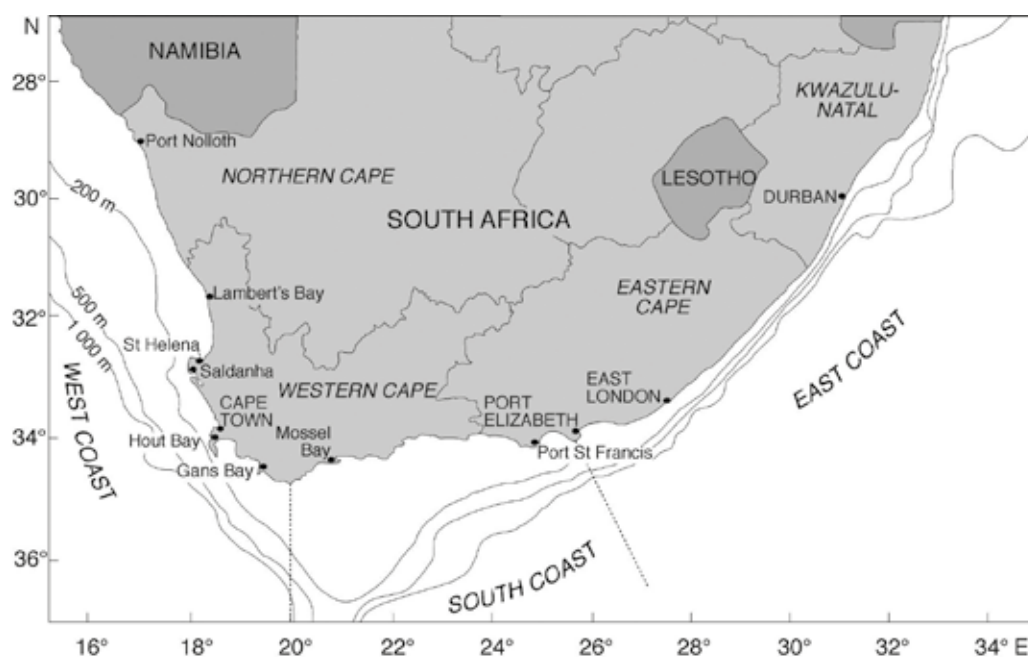 N
NAMIBIA
28°
KWAZULU-
NATAL
Port Nolloth
NORTHERN CAPE
LESOTHO
200 m
30°
DURBAN
SOUTH AFRICA
EASTERN
CAPE
Lambert's Bay
500 m
32°
1 000 m
St Helena
Saldanha
WESTERN CAPE
EAST
LONDON
EAST COAST
WEST COAST
CAPE
TOWN
PORT
ELIZABETH
Mossel
Bay
34°
Hout Bay
Port St Francis
Gans Bay
36°
SOUTH COAST
16°
18°
20°
22°
24°
26°
28°
30°
32°
34° E